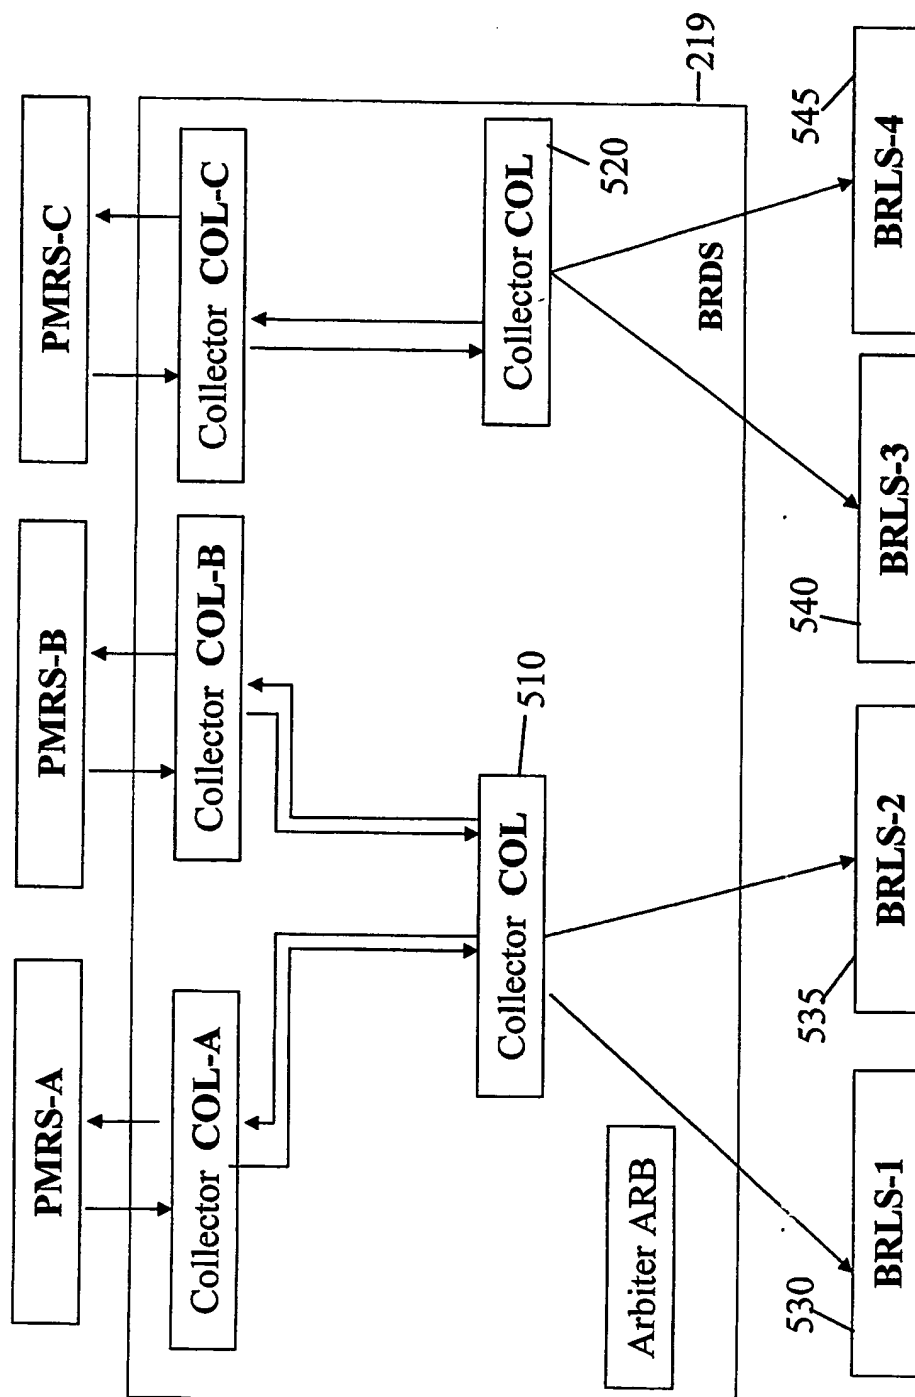 PMRS-A
PMRS-B
PMRS-C
Collector COL-A
Collector COL-B
Collector COL-C
Collector COL
510
Collector COL
520
Arbiter ARB
BRDS
219
530
535
540
545
BRLS-1
BRLS-2
BRLS-3
BRLS-4